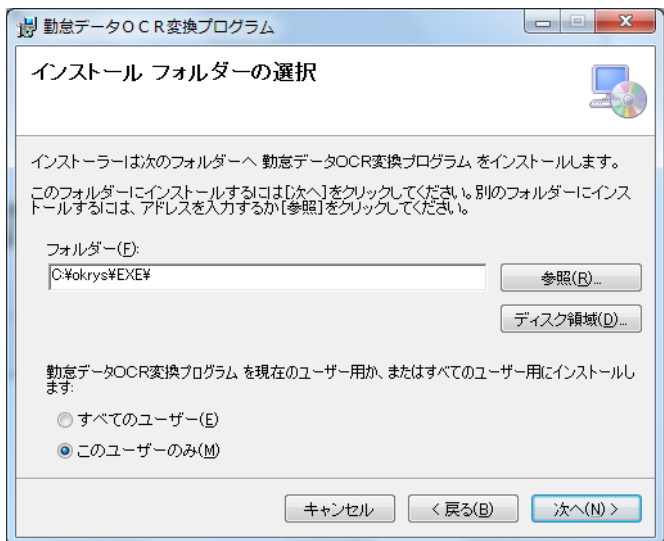 勤怠データＯＣＲ変換プログラム
インストール フォルダーの選択
インストーラーは次のフォルダーへ 勤怠データOCR変換プログラム をインストールします。
このフォルダーにインストールするには[次へ]をクリックしてください。別のフォルダーにインス
トールするには、アドレスを入力するか[参照]をクリックしてください。
フォルダー(F):
C:¥okrys¥EXE¥
参照(R)...
ディスク領域(D)...
勤怠データOCR変換プログラム を現在のユーザー用か、またはすべてのユーザー用にインストールし
ます:
すべてのユーザー(E)
このユーザーのみ(M)
キャンセル
< 戻る(B)
次へ(N) >